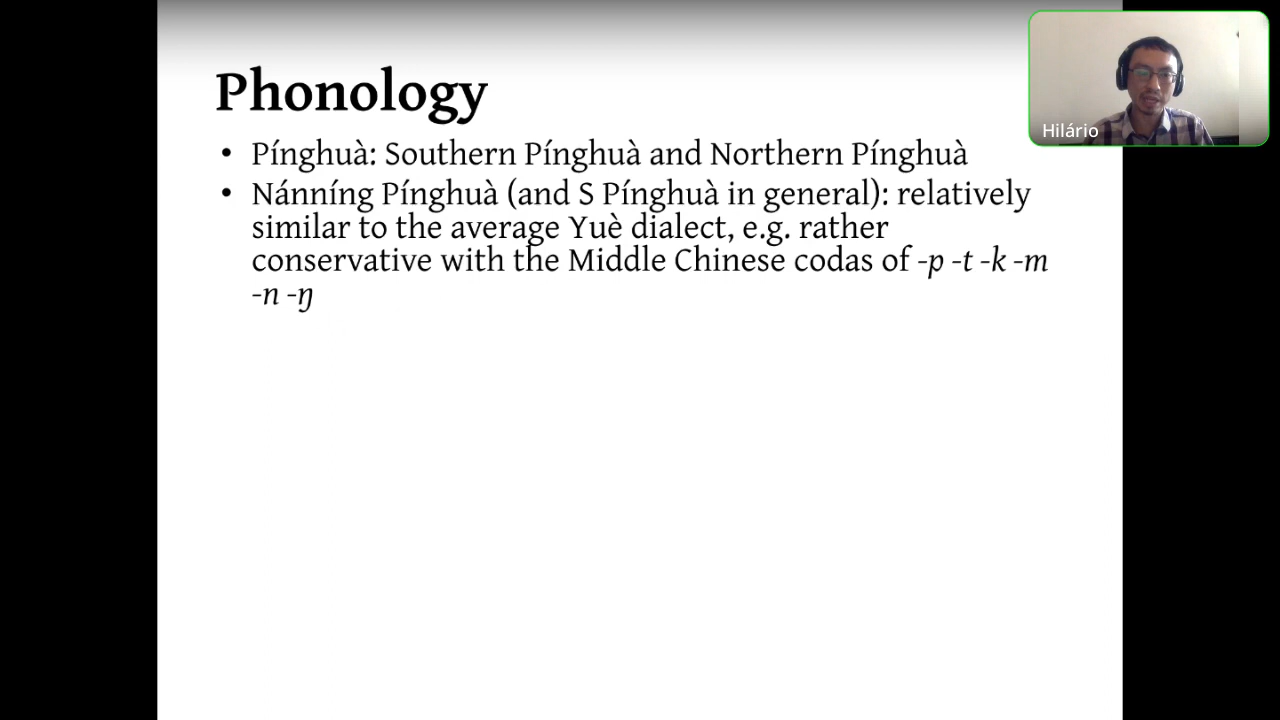 Phonology
• Pínghuà: Southern Pínghuà and Northern Pínghuà
• Nánníng Pínghuà (and S Pínghuà in general): relatively
similar to the average Yuè dialect, e.g. rather
conservative with the Middle Chinese codas of -p -t -k -m
-n -ŋ
Hilário